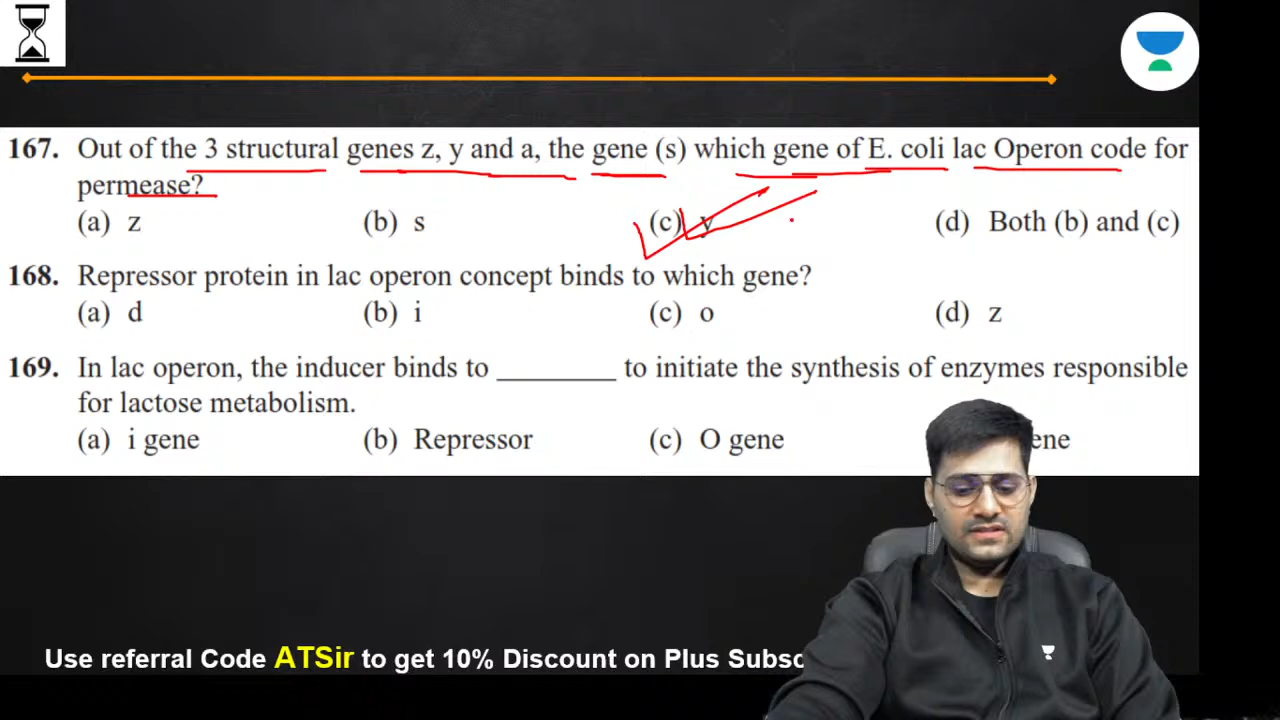 167. Out of the 3 structural genes z, y and a, the gene (s) which gene of E. coli lac Operon code for
permease?
(a) z (b) s (c) y (d) Both (b) and (c)
168. Repressor protein in lac operon concept binds to which gene?
(a) d (b) i (c) o (d) z
169. In lac operon, the inducer binds to ________ to initiate the synthesis of enzymes responsible
for lactose metabolism.
(a) i gene (b) Repressor (c) O gene
Use referral Code ATSir to get 10% Discount on Plus